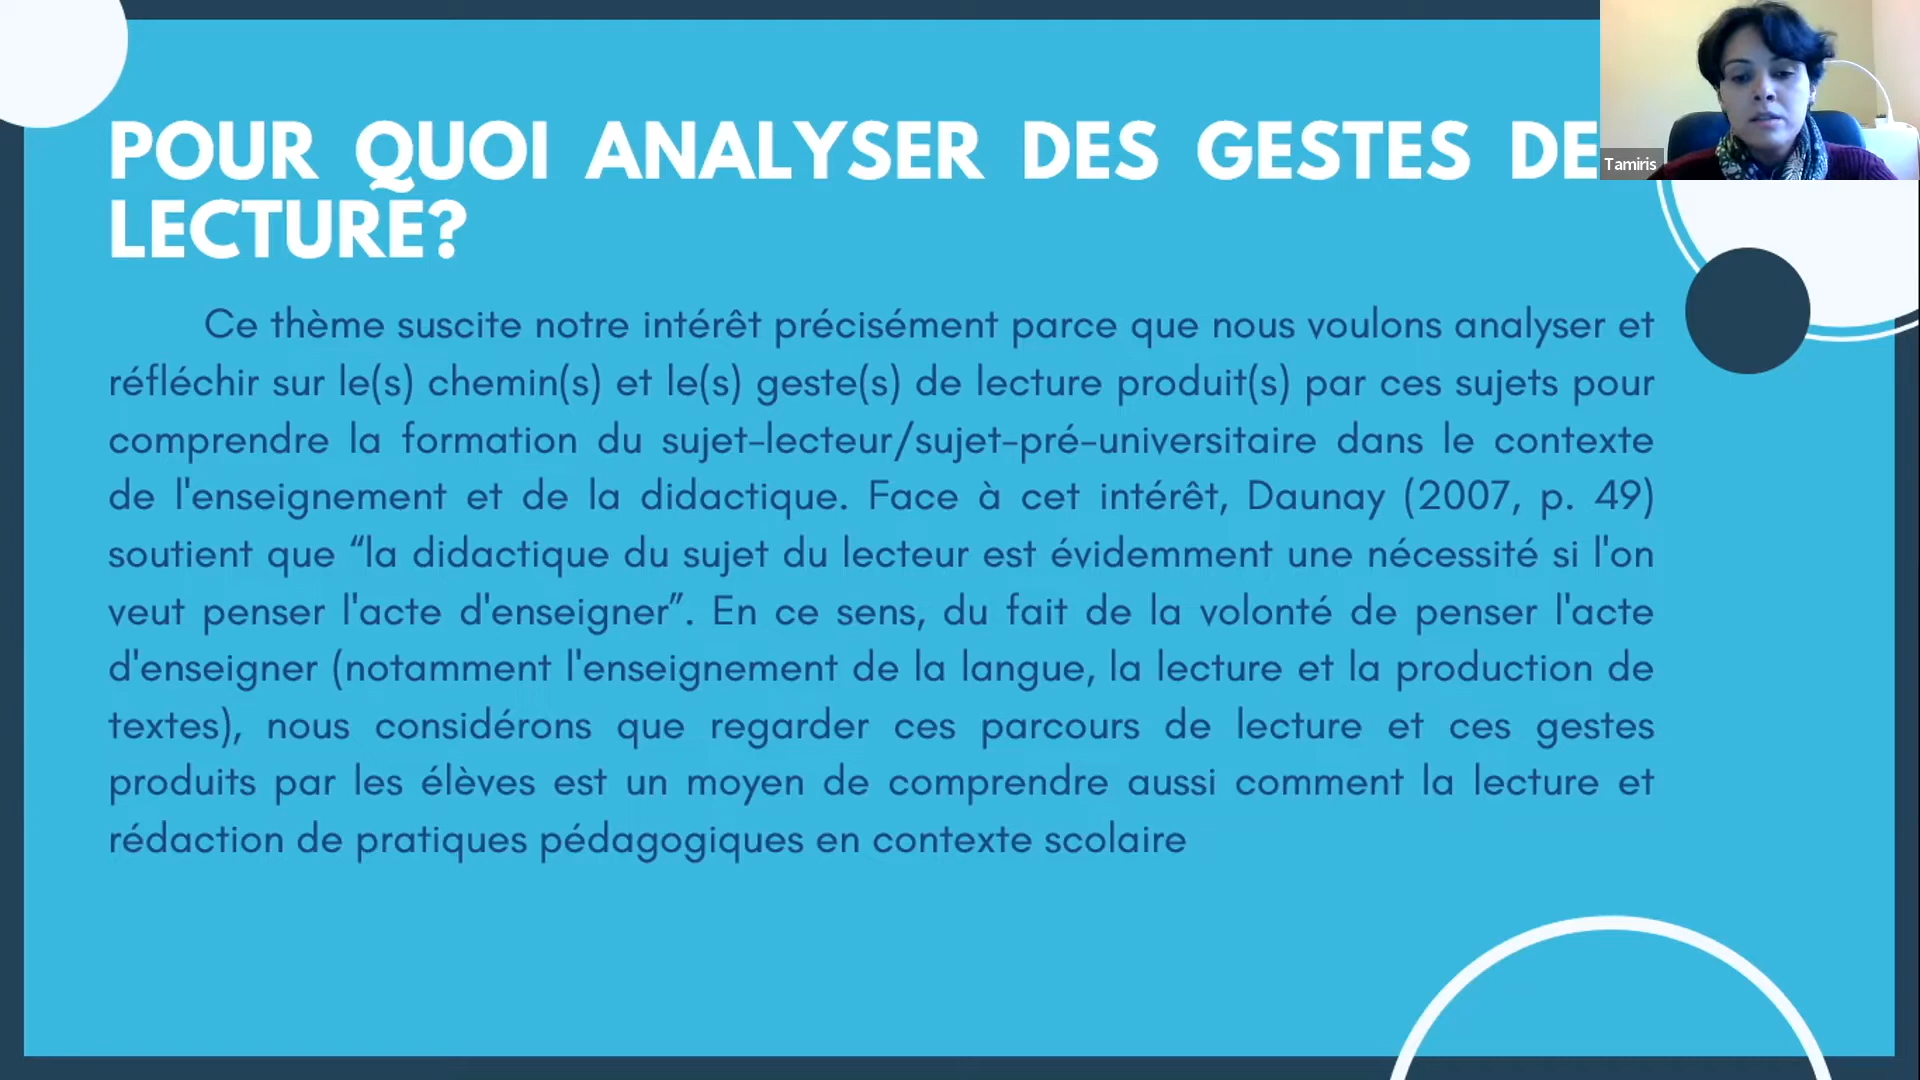 POUR QUOI ANALYSER DES GESTES DE
LECTURE?
Tamiris
Ce thème suscite notre intérêt précisément parce que nous voulons analyser et
réfléchir sur le(s) chemin(s) et le(s) geste(s) de lecture produit(s) par ces sujets pour
comprendre la formation du sujet-lecteur/sujet-pré-universitaire dans le contexte
de l'enseignement et de la didactique. Face à cet intérêt, Daunay (2007, p. 49)
soutient que “la didactique du sujet du lecteur est évidemment une nécessité si l'on
veut penser l'acte d'enseigner”. En ce sens, du fait de la volonté de penser l'acte
d'enseigner (notamment l'enseignement de la langue, la lecture et la production de
textes), nous considérons que regarder ces parcours de lecture et ces gestes
produits par les élèves est un moyen de comprendre aussi comment la lecture et
rédaction de pratiques pédagogiques en contexte scolaire